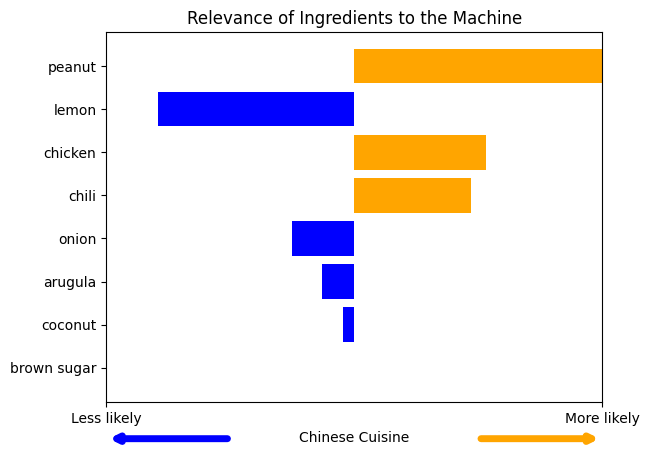 Relevance of Ingredients to the Machine
peanut
lemon
chicken
chili
onion
arugula
coconut
brown sugar
Less likely
More likely
Chinese Cuisine